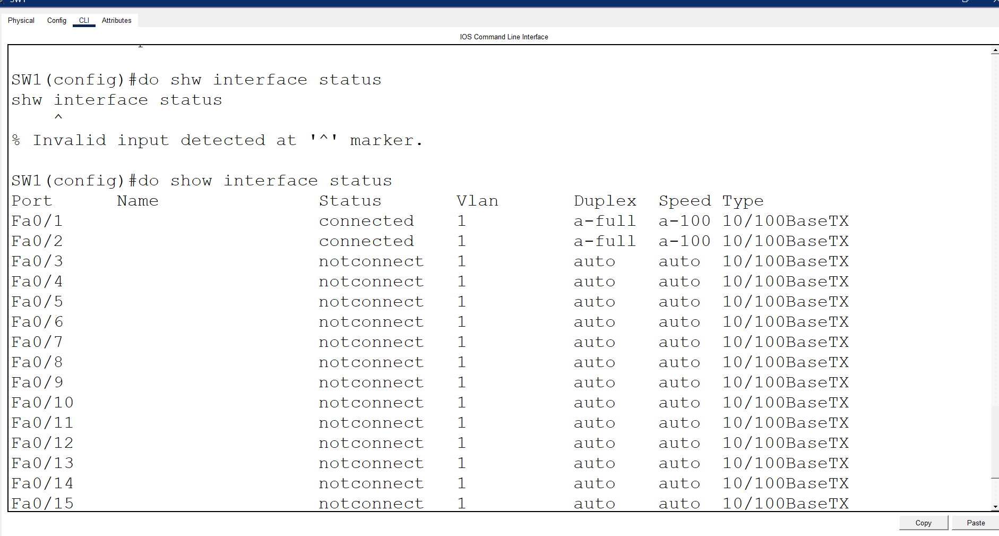 SW1
Physical Config CLI Attributes
IOS Command Line Interface
SW1(config)#do shw interface status
shw interface status
^
% Invalid input detected at '^' marker.
SW1(config)#do show interface status
Port Name Status Vlan Duplex Speed Type
Fa0/1 connected 1 a-full a-100 10/100BaseTX
Fa0/2 connected 1 a-full a-100 10/100BaseTX
Fa0/3 notconnect 1 auto auto 10/100BaseTX
Fa0/4 notconnect 1 auto auto 10/100BaseTX
Fa0/5 notconnect 1 auto auto 10/100BaseTX
Fa0/6 notconnect 1 auto auto 10/100BaseTX
Fa0/7 notconnect 1 auto auto 10/100BaseTX
Fa0/8 notconnect 1 auto auto 10/100BaseTX
Fa0/9 notconnect 1 auto auto 10/100BaseTX
Fa0/10 notconnect 1 auto auto 10/100BaseTX
Fa0/11 notconnect 1 auto auto 10/100BaseTX
Fa0/12 notconnect 1 auto auto 10/100BaseTX
Fa0/13 notconnect 1 auto auto 10/100BaseTX
Fa0/14 notconnect 1 auto auto 10/100BaseTX
Fa0/15 notconnect 1 auto auto 10/100BaseTX
Copy Paste